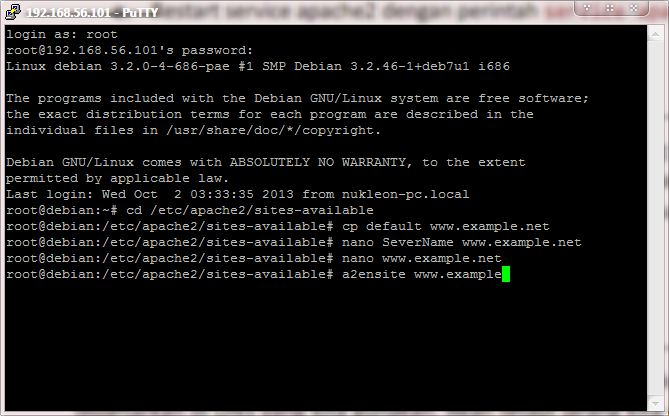 rt servic apache2 dengan perintah
192.168.56.101 - PuTTY
login as: root
root@192.168.56.101's password:
Linux debian 3.2.0-4-686-pae #1 SMP Debian 3.2.46-1+deb7u1 i686
The programs included with the Debian GNU/Linux system are free software;
the exact distribution terms for each program are described in the
individual files in /usr/share/doc/*/copyright.
Debian GNU/Linux comes with ABSOLUTELY NO WARRANTY, to the extent
permitted by applicable law.
Last login: Wed Oct  2 03:33:35 2013 from nukleon-pc.local
root@debian:~# cd /etc/apache2/sites-available
root@debian:/etc/apache2/sites-available# cp default www.example.net
root@debian:/etc/apache2/sites-available# nano SeverName www.example.net
root@debian:/etc/apache2/sites-available# nano www.example.net
root@debian:/etc/apache2/sites-available# a2ensite www.example